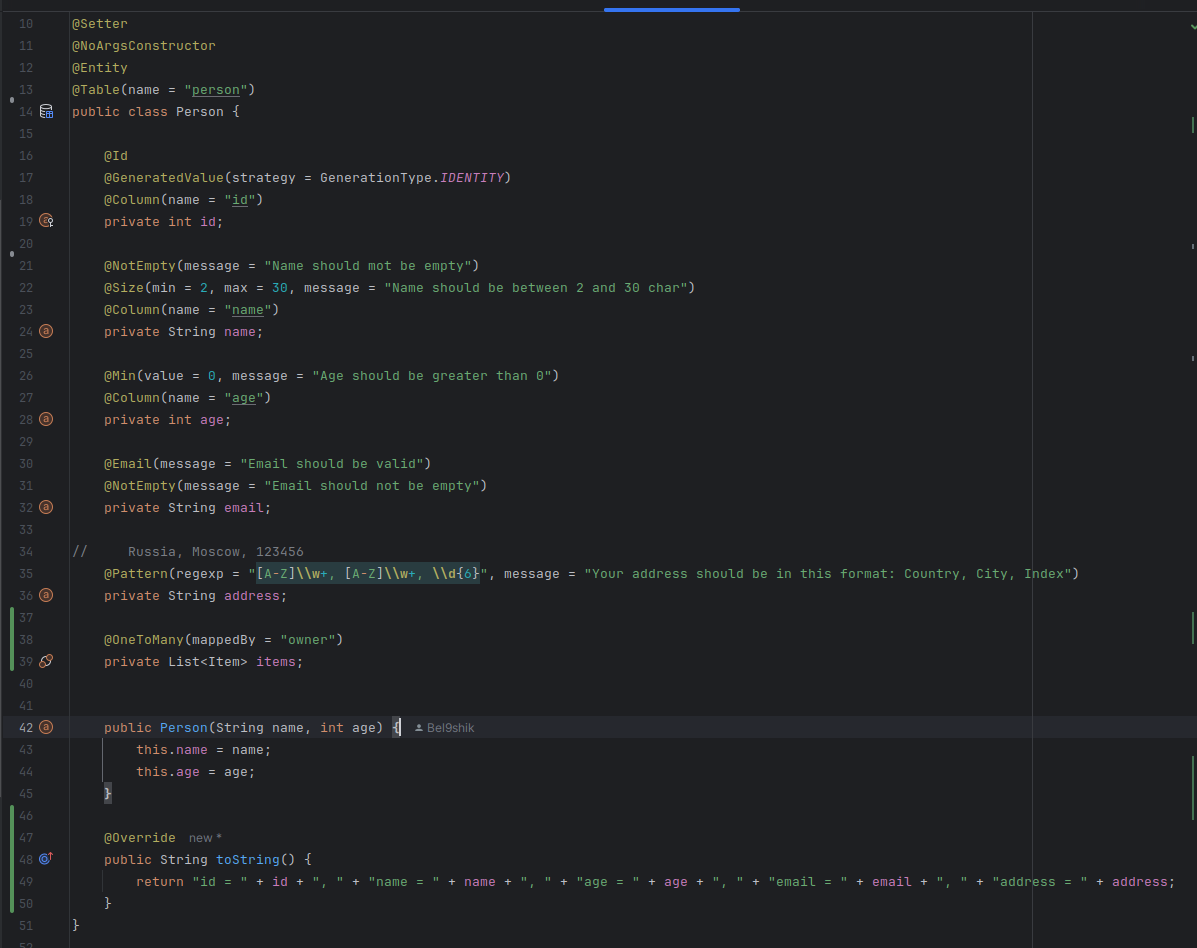 10 @Setter
11 @NoArgsConstructor
12 @Entity
13 @Table(name = "person")
14 public class Person {
15
16 @Id
17 @GeneratedValue(strategy = GenerationType.IDENTITY)
18 @Column(name = "id")
19 private int id;
20
21 @NotEmpty(message = "Name should mot be empty")
22 @Size(min = 2, max = 30, message = "Name should be between 2 and 30 char")
23 @Column(name = "name")
24 private String name;
25
26 @Min(value = 0, message = "Age should be greater than 0")
27 @Column(name = "age")
28 private int age;
29
30 @Email(message = "Email should be valid")
31 @NotEmpty(message = "Email should not be empty")
32 private String email;
33
34 // Russia, Moscow, 123456
35 @Pattern(regexp = "[A-Z]\\w+, [A-Z]\\w+, \\d{6}", message = "Your address should be in this format: Country, City, Index")
36 private String address;
37
38 @OneToMany(mappedBy = "owner")
39 private List<Item> items;
40
41
42 public Person(String name, int age) { Bel9shik
43 this.name = name;
44 this.age = age;
45 }
46
47 @Override new *
48 public String toString() {
49 return "id = " + id + ", " + "name = " + name + ", " + "age = " + age + ", " + "email = " + email + ", " + "address = " + address;
50 }
51 }
52